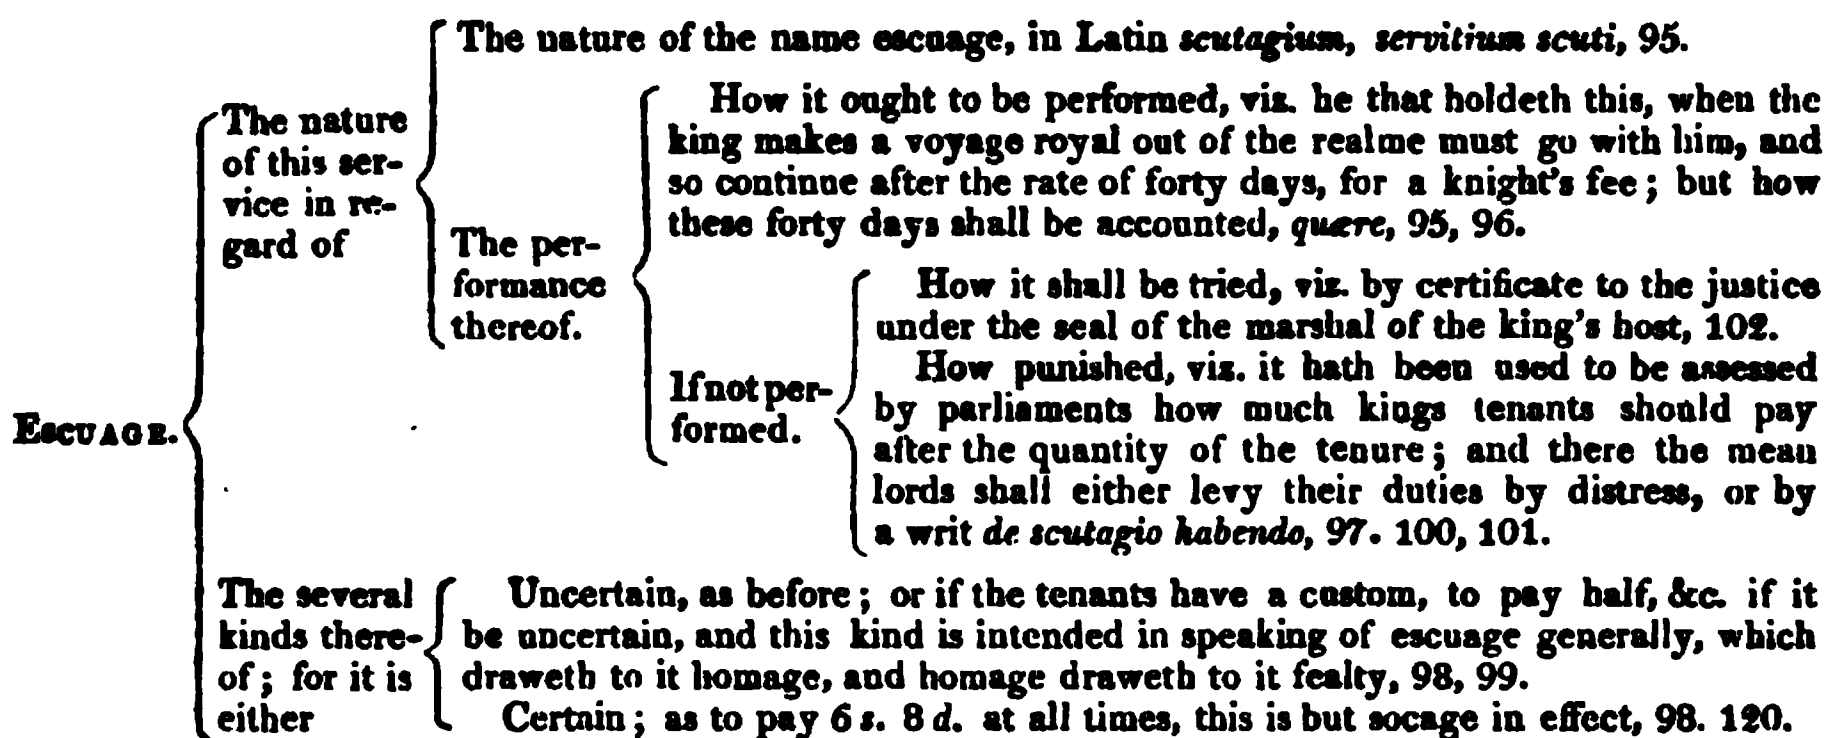 ESCUAGE.
The nature
of this ser-
vice in re-
gard of
The nature of the name escuage, in Latin scutagium, servitium scuti, 95.
The per-
formance
thereof.
How it ought to be performed, viz. he that holdeth this, when the
king makes a voyage royal out of the realme must go with him, and
so continue after the rate of forty days, for a knight's fee; but how
these forty days shall be accounted, quære, 95, 96.
If not per-
formed.
How it shall be tried, viz. by certificate to the justice
under the seal of the marshal of the king's host, 102.
How punished, viz. it hath been used to be assessed
by parliaments how much kings tenants should pay
after the quantity of the tenure; and there the mean
lords shall either levy their duties by distress, or by
a writ de scutagio habendo, 97. 100, 101.
The several
kinds there-
of; for it is
either
Uncertain, as before; or if the tenants have a custom, to pay half, &c. if it
be uncertain, and this kind is intended in speaking of escuage generally, which
draweth to it homage, and homage draweth to it fealty, 98, 99.
Certain; as to pay 6 s. 8 d. at all times, this is but socage in effect, 98. 120.